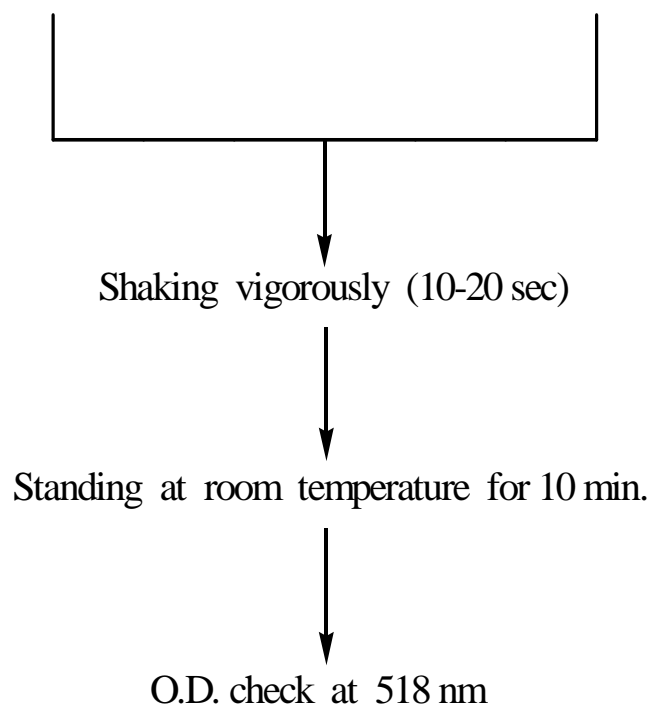 Shaking vigorously (10-20 sec)
Standing at room temperature for 10 min.
O.D. check at 518 nm